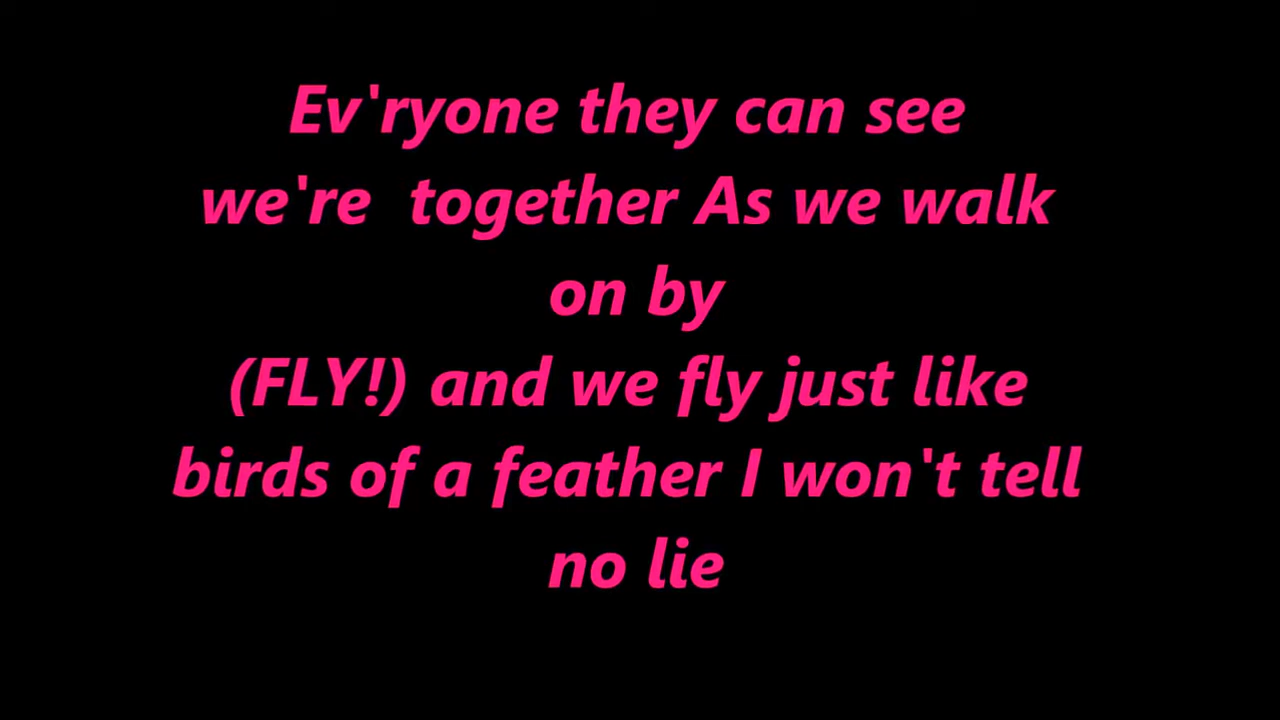 Ev'ryone they can see
we're  together As we walk
on by
(FLY!) and we fly just like
birds of a feather I won't tell
no lie